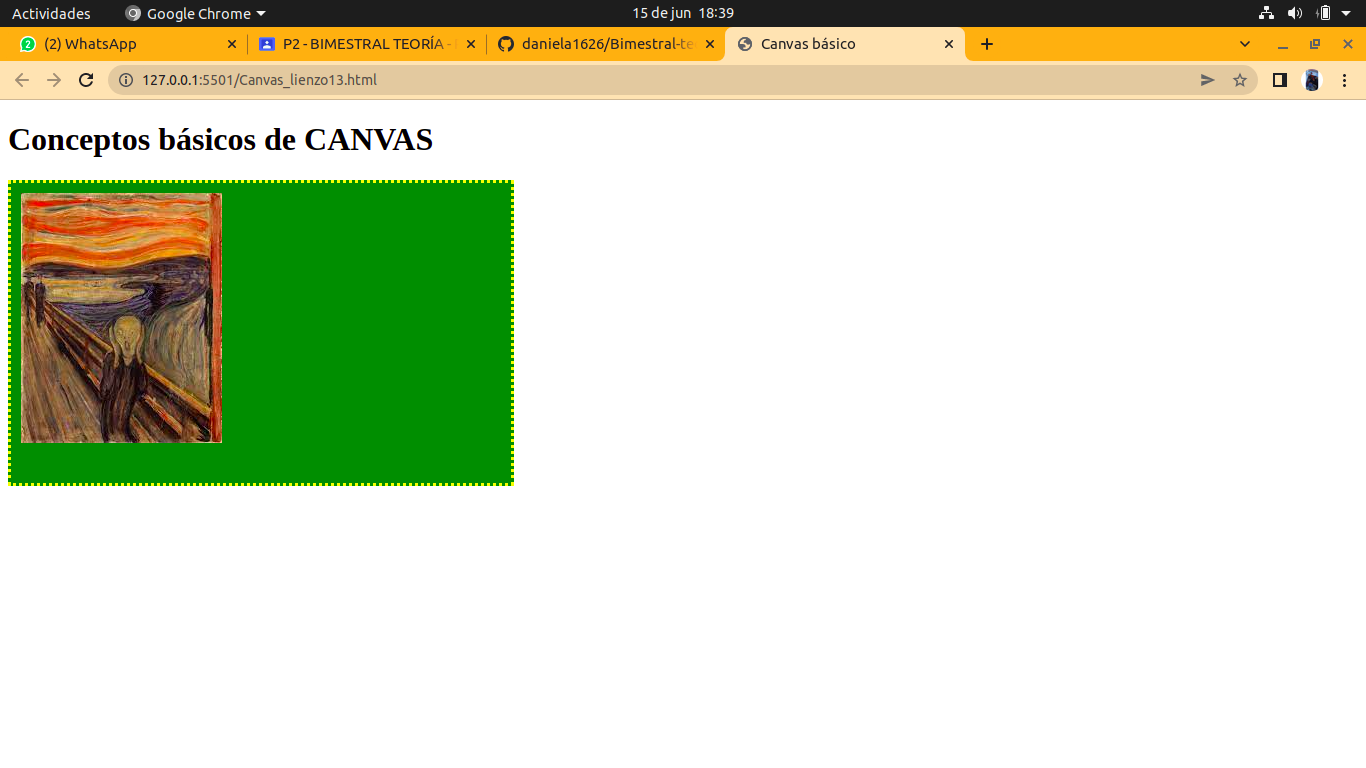 Actividades Google Chrome 15 de jun 18:39
(2) WhatsApp P2 - BIMESTRAL TEORÍA - daniela1626/Bimestral-te Canvas básico
127.0.0.1:5501/Canvas_lienzo13.html
Conceptos básicos de CANVAS